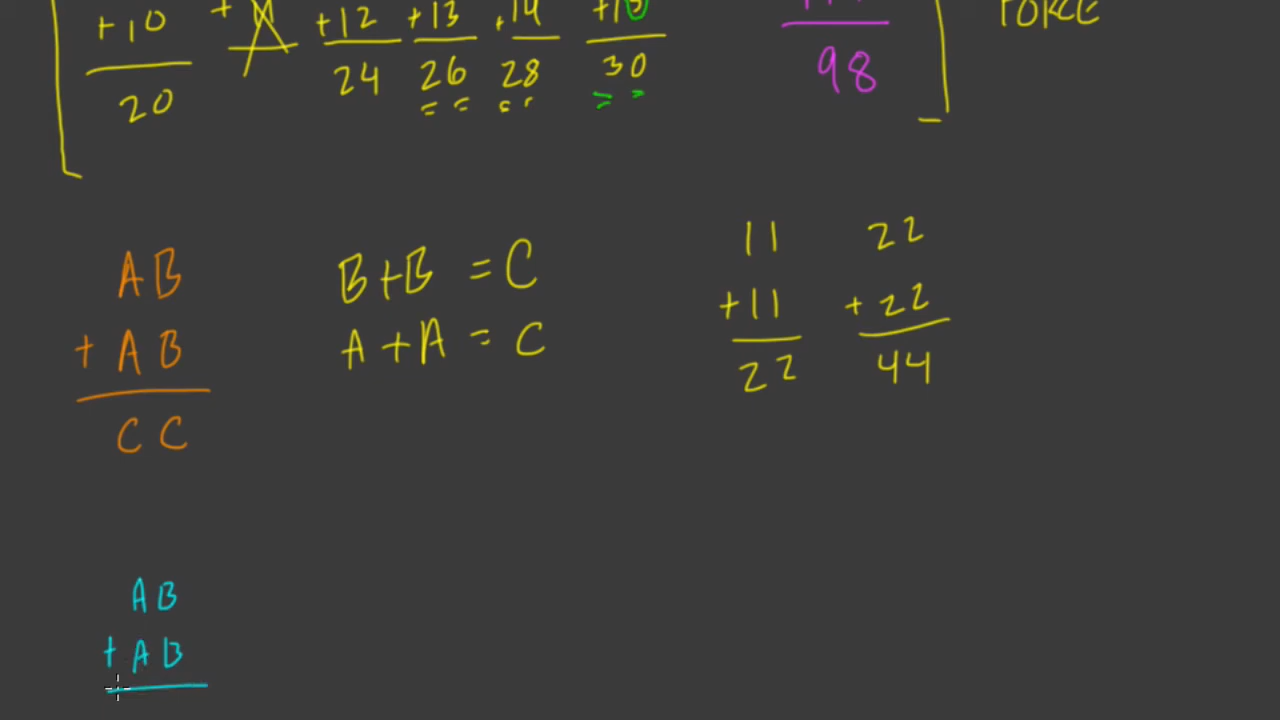 +10
20
+
+12
24
+13
26
+14
28
30
98
FORCE
AB
+ AB
CC
B+B = C
A+A = C
11
+11
22
22
+22
44
AB
+ AB